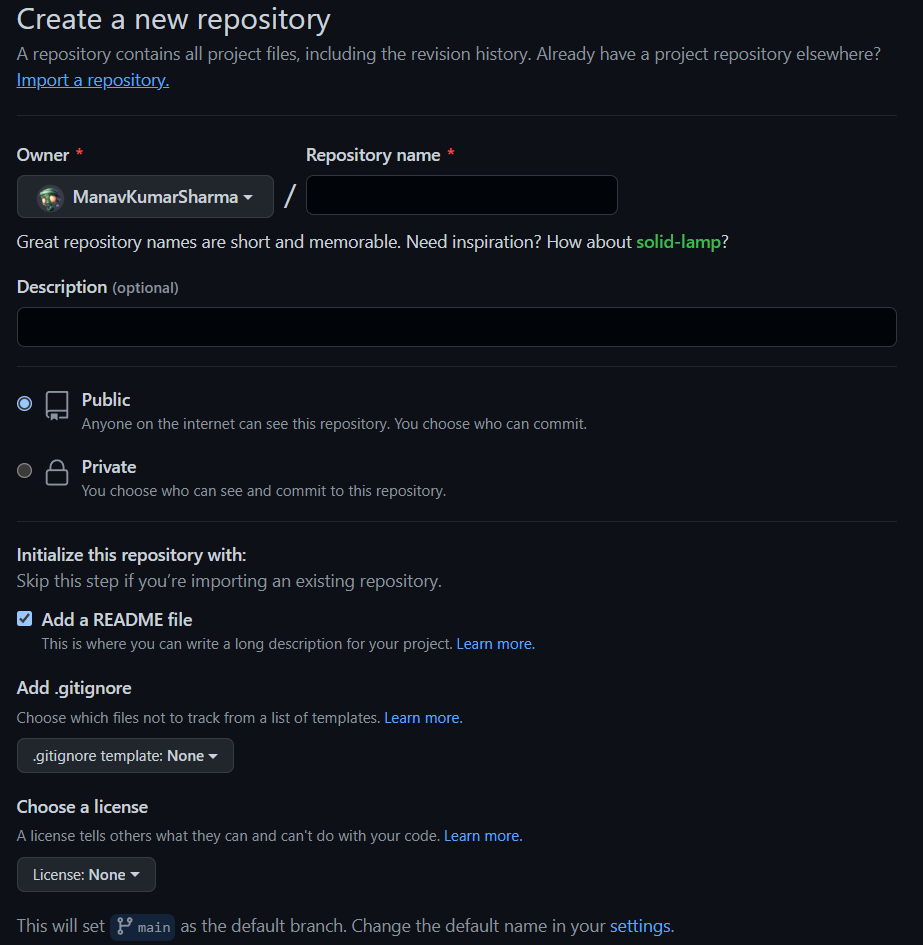 Create a new repository
A repository contains all project files, including the revision history. Already have a project repository elsewhere?
Import a repository.
Owner * Repository name *
ManavKumarSharma /
Great repository names are short and memorable. Need inspiration? How about solid-lamp?
Description (optional)
Public
Anyone on the internet can see this repository. You choose who can commit.
Private
You choose who can see and commit to this repository.
Initialize this repository with:
Skip this step if you’re importing an existing repository.
Add a README file
This is where you can write a long description for your project. Learn more.
Add .gitignore
Choose which files not to track from a list of templates. Learn more.
.gitignore template: None
Choose a license
A license tells others what they can and can't do with your code. Learn more.
License: None
This will set main as the default branch. Change the default name in your settings.